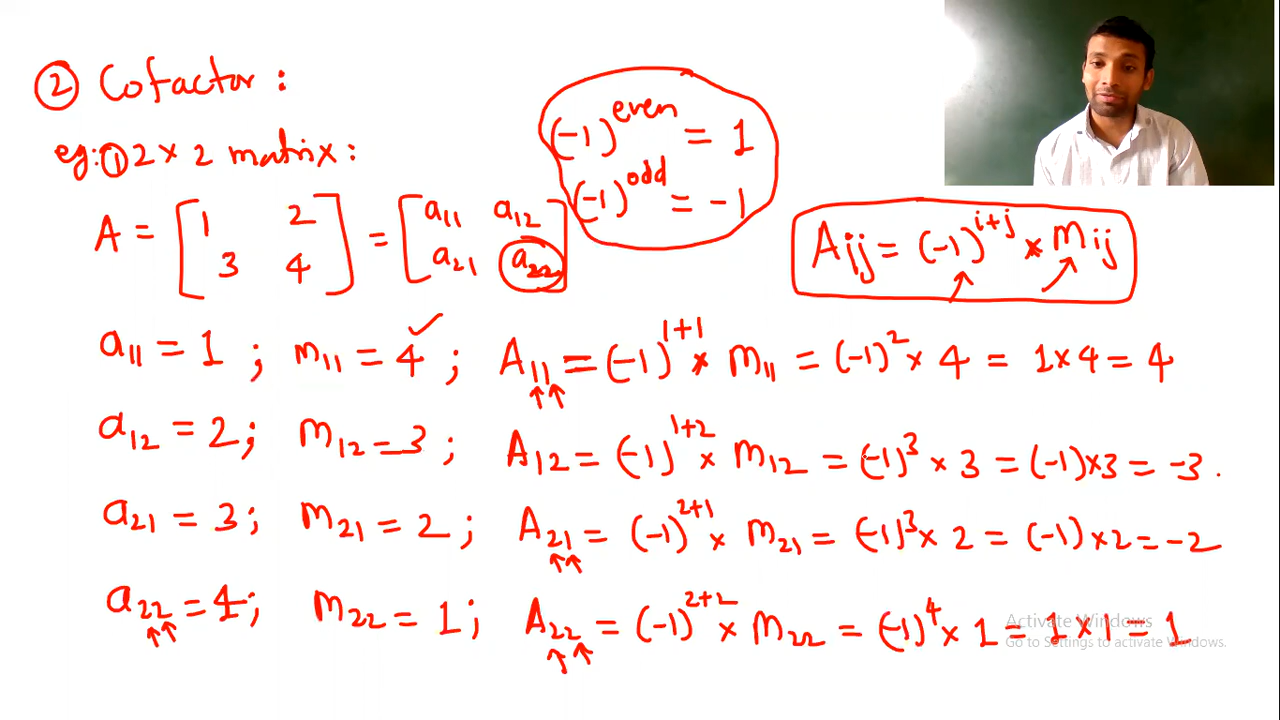 ② Cofactor :
eg: ① 2 × 2 matrix :
(-1)^even = 1
(-1)^odd = -1
A = [1 2 3 4] = [a11 a12 a21 a22]
Aij = (-1)^i+j × mij
a11 = 1 ; m11 = 4 ✓ ; A11 = (-1)^1+1 × m11 = (-1)^2 × 4 = 1 × 4 = 4
a12 = 2 ; m12 = 3 ; A12 = (-1)^1+2 × m12 = (-1)^3 × 3 = (-1) × 3 = -3 .
a21 = 3 ; m21 = 2 ; A21 = (-1)^2+1 × m21 = (-1)^3 × 2 = (-1) × 2 = -2
a22 = 4 ; m22 = 1 ; A22 = (-1)^2+2 × m22 = (-1)^4 × 1 = 1 × 1 = 1
Activate Windows
Go to Settings to activate Windows.